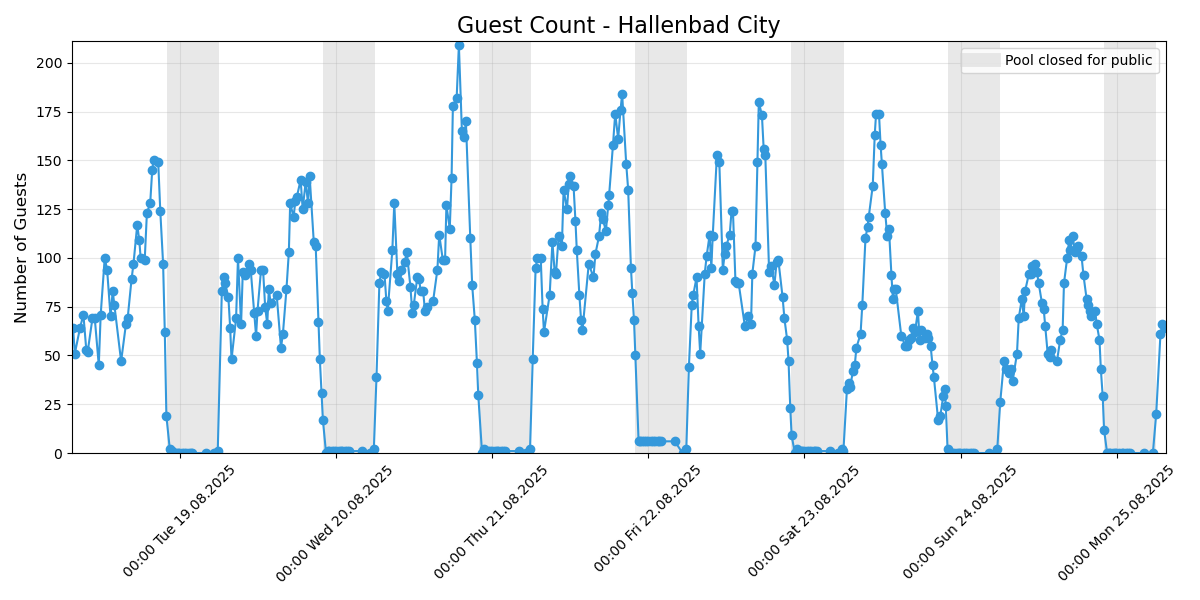 Guest Count - Hallenbad City
Pool closed for public
Number of Guests
200
175
150
125
100
75
50
25
0
00:00 Tue 19.08.2025
00:00 Wed 20.08.2025
00:00 Thu 21.08.2025
00:00 Fri 22.08.2025
00:00 Sat 23.08.2025
00:00 Sun 24.08.2025
00:00 Mon 25.08.2025